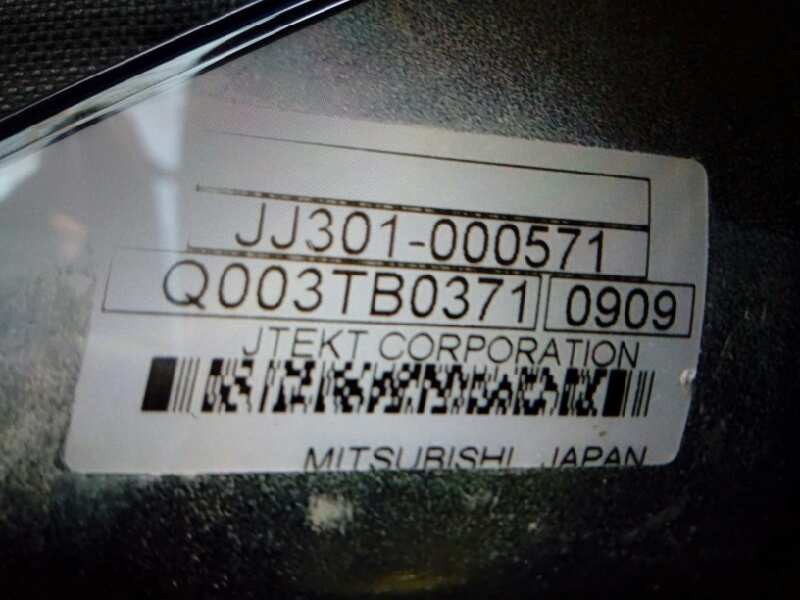 JJ301-000571
Q003TB0371 0909
JTEKT CORPORATION
MITSUBISHI JAPAN